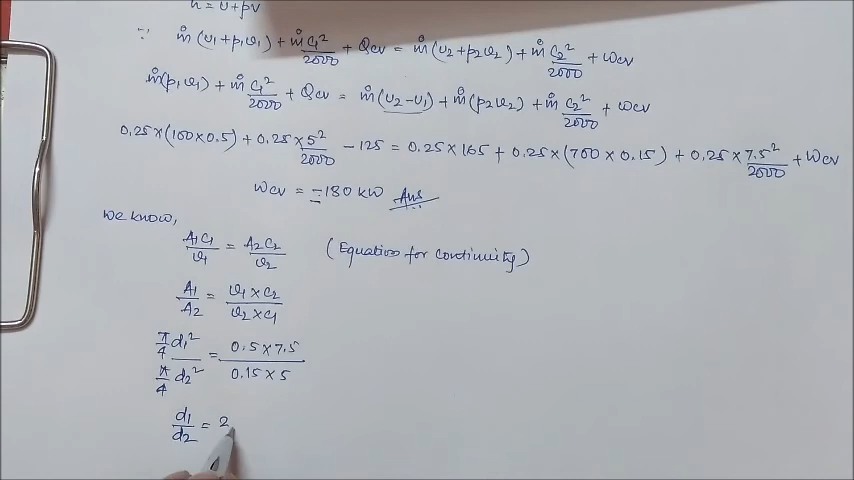 h = u + pv
∵ ṁ (u1 + p1v1) + ṁ C1²/2000 + Qcv = ṁ (u2 + p2v2) + ṁ C2²/2000 + Wcv
ṁ(p1v1) + ṁ C1²/2000 + Qcv = ṁ (u2 - u1) + ṁ (p2v2) + ṁ C2²/2000 + Wcv
0.25 × (100 × 0.5) + 0.25 × 5²/2000 - 125 = 0.25 × 165 + 0.25 × (700 × 0.15) + 0.25 × 7.5²/2000 + Wcv
Wcv = -180 kW Ans
We know,
A1C1/v1 = A2C2/v2 (Equation for continuity)
A1/A2 = v1 × C2/v2 × C1
π/4 d1²/π/4 d2² = 0.5 × 7.5/0.15 × 5
d1/d2 = 2